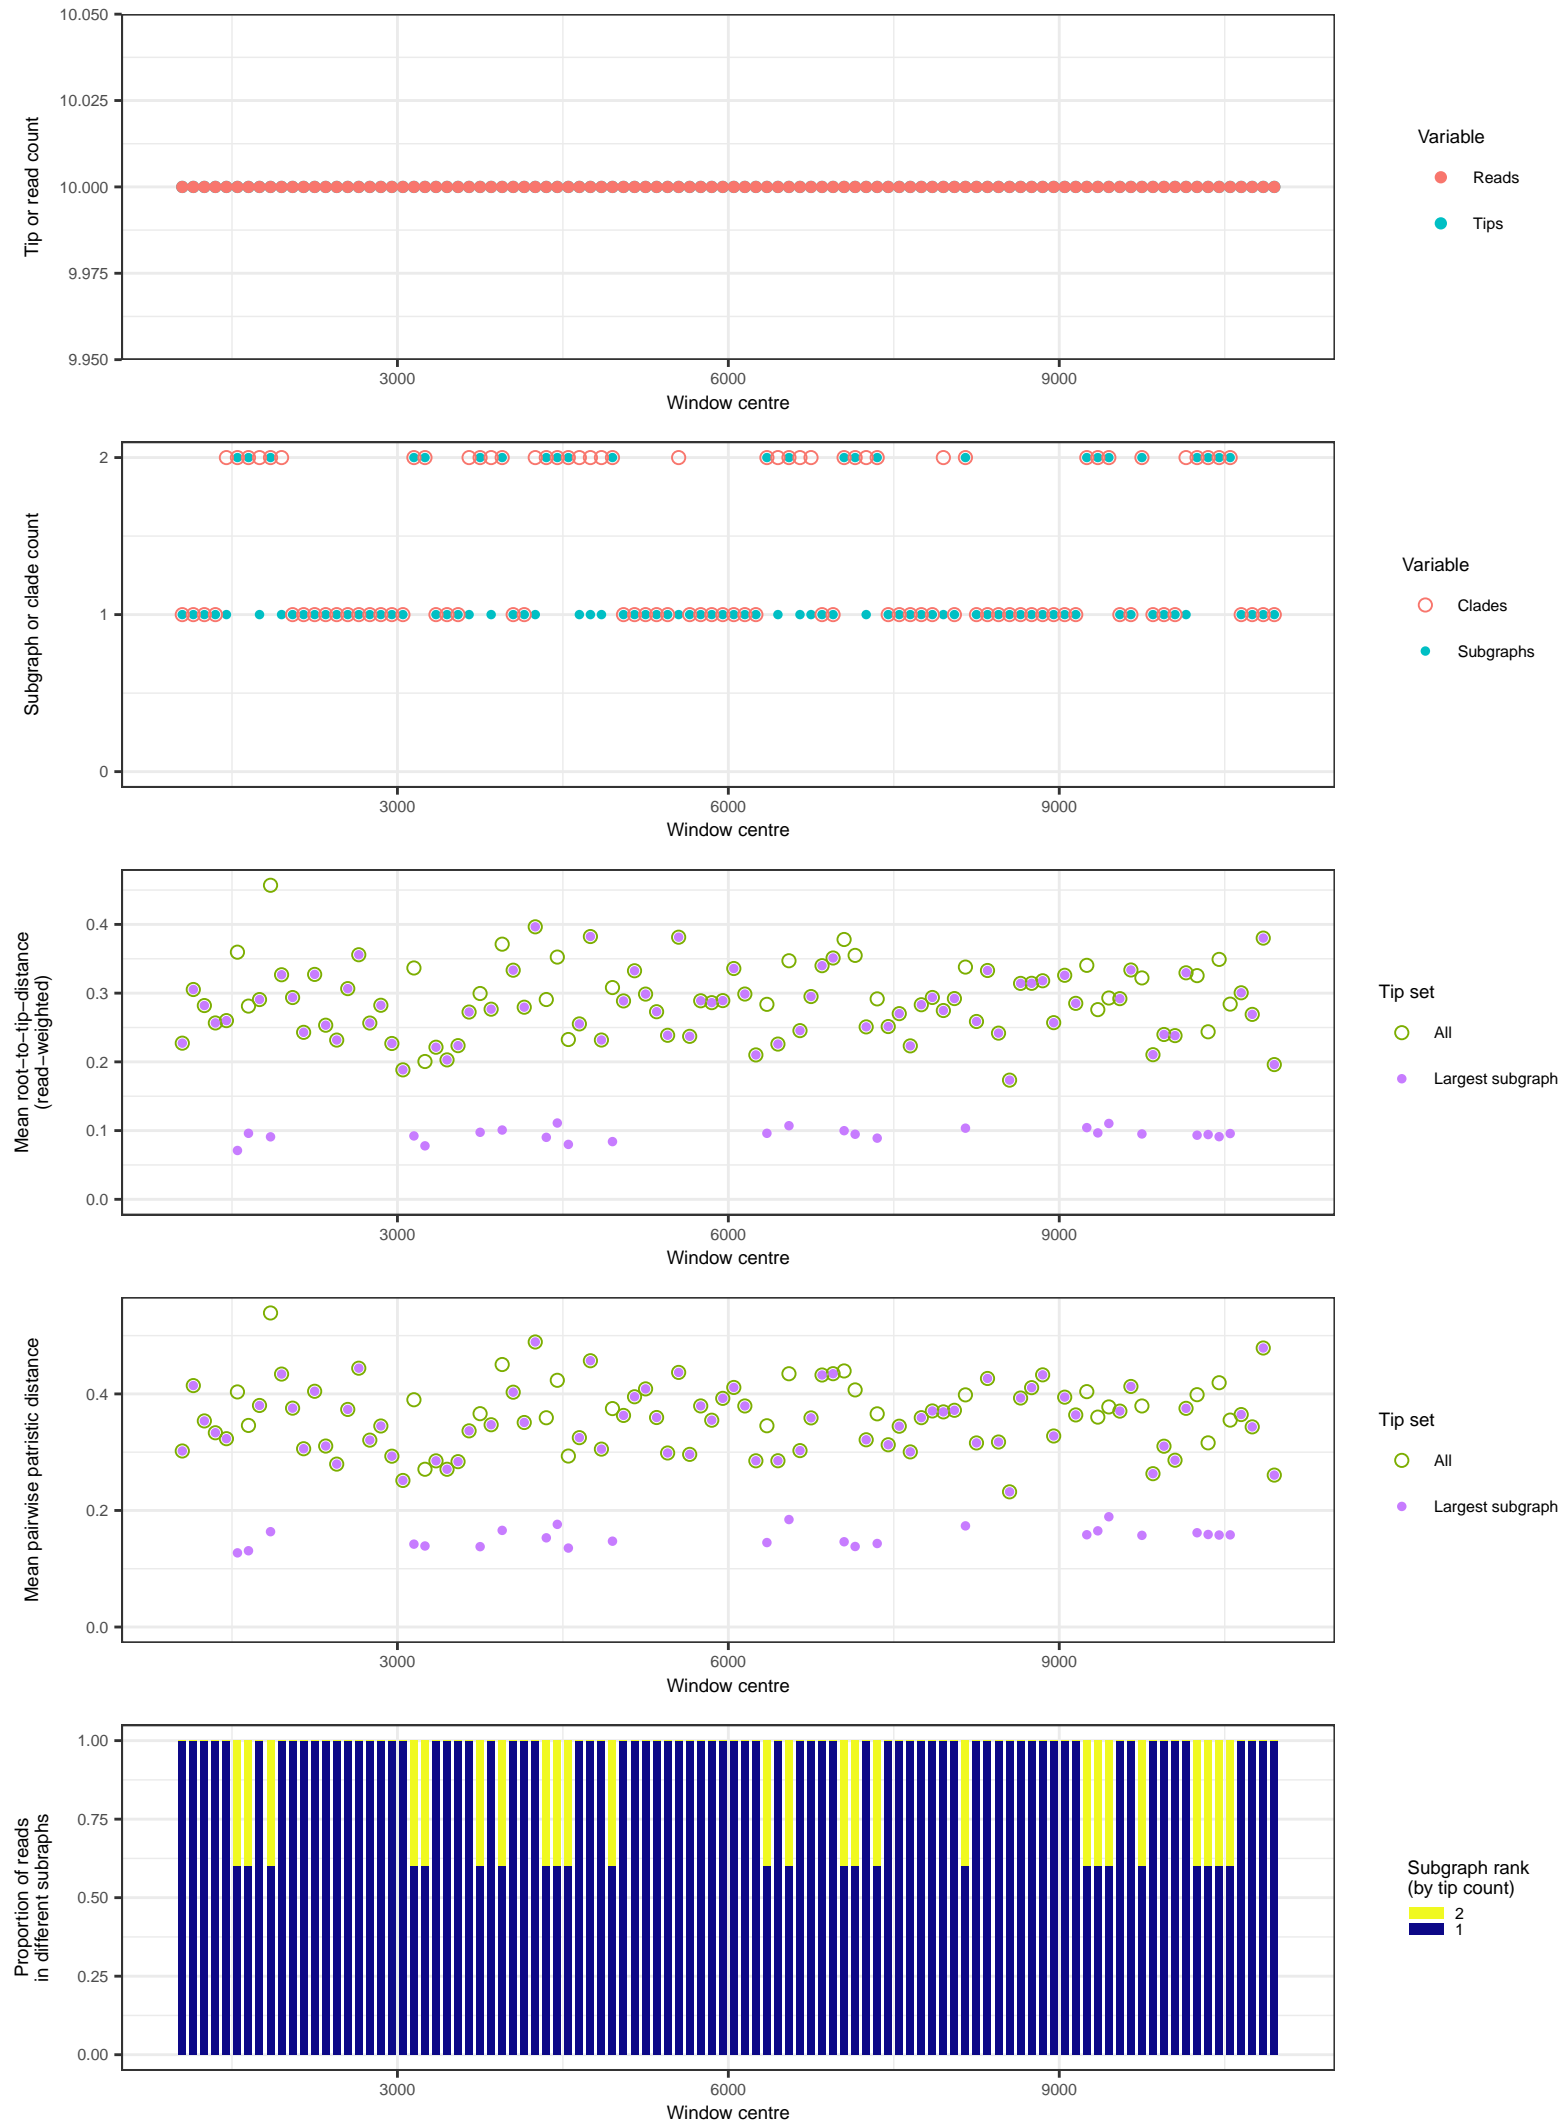 10.050
10.025
10.000
9.975
9.950
Tip or read count
3000 6000 9000
Window centre
Variable
Reads
Tips
2
1
0
Subgraph or clade count
3000 6000 9000
Window centre
Variable
Clades
Subgraphs
0.4
0.3
0.2
0.1
0.0
Mean root−to−tip−distance
(read−weighted)
3000 6000 9000
Window centre
Tip set
All
Largest subgraph
0.4
0.2
0.0
Mean pairwise patristic distance
3000 6000 9000
Window centre
Tip set
All
Largest subgraph
1.00
0.75
0.50
0.25
0.00
Proportion of reads
in different subraphs
3000 6000 9000
Window centre
Subgraph rank
(by tip count)
2
1